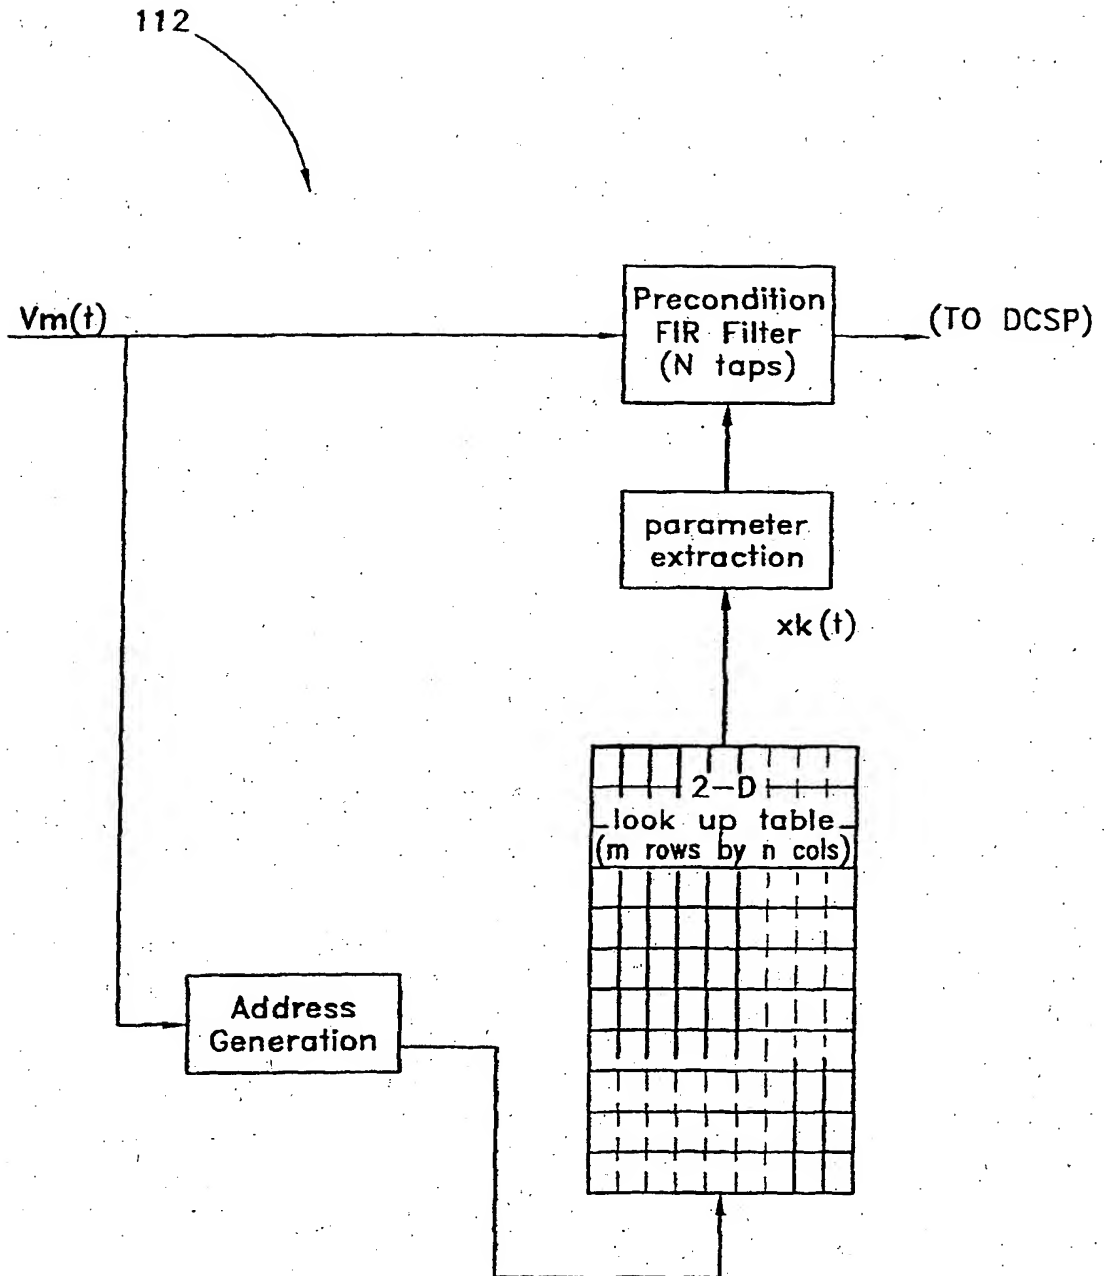 112
Vm(t)
Precondition
FIR Filter
(N taps)
(TO DCSP)
parameter
extraction
xk(t)
2-D
look up table
(m rows by n cols)
Address
Generation